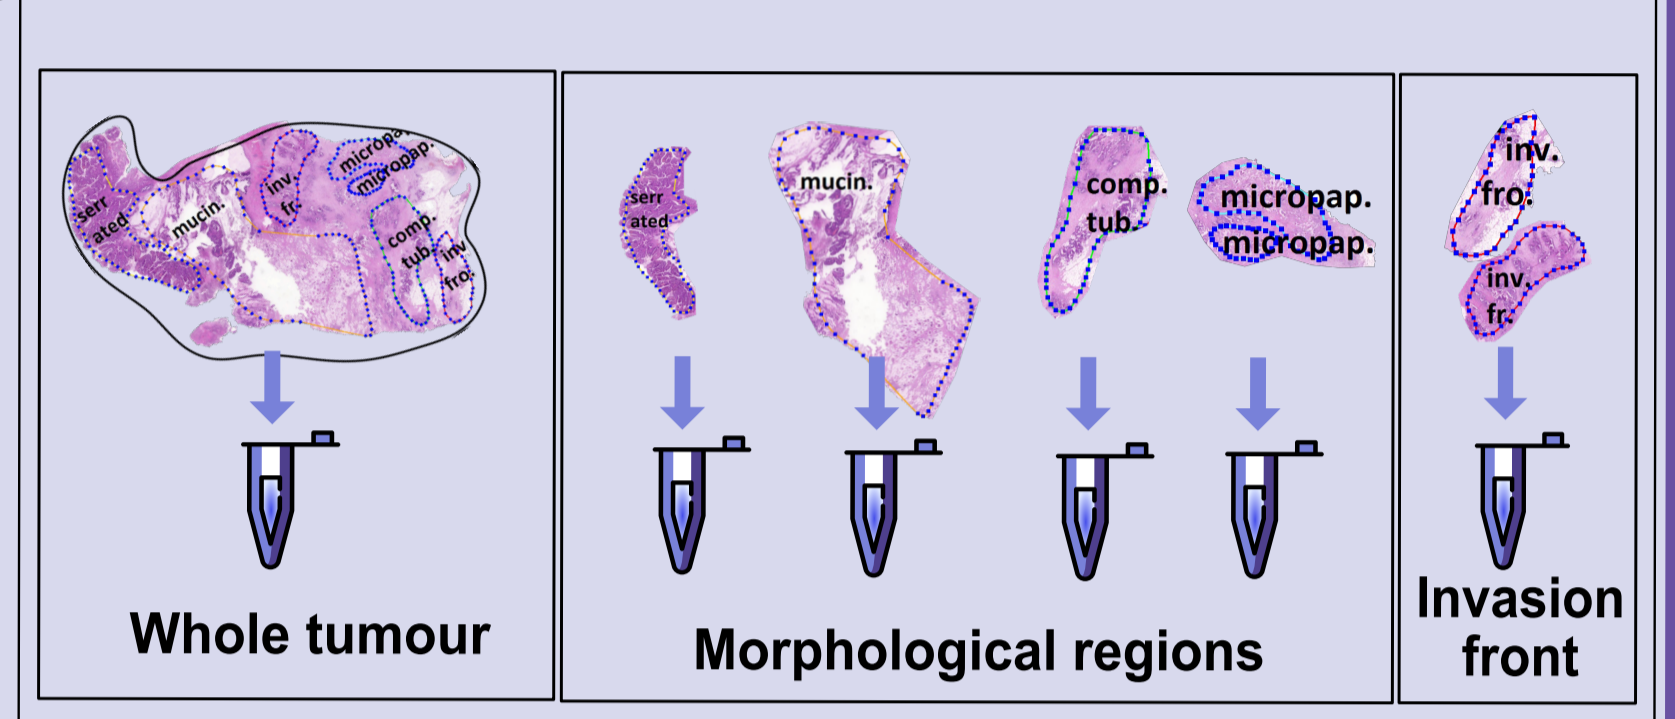 serr
ated
mucin.
inv.
fr.
micropa.
micropap.
comp.
tub.
inv
fro.
Whole tumour
serr
ated
mucin.
comp.
tub.
micropap.
micropap.
Morphological regions
inv.
fro.
inv.
fr.
Invasion
front